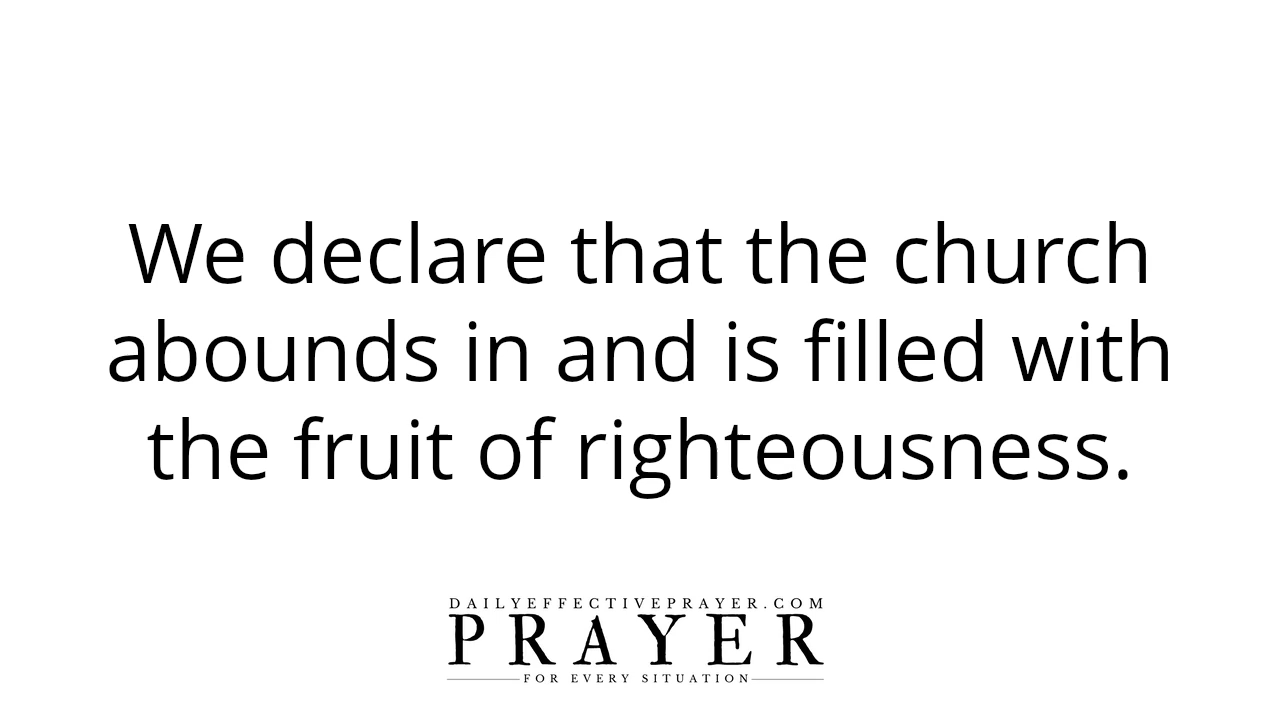 We declare that the church
abounds in and is filled with
the fruit of righteousness.
DAILYEFFECTIVEPRAYER.COM
PRAYER
FOR EVERY SITUATION